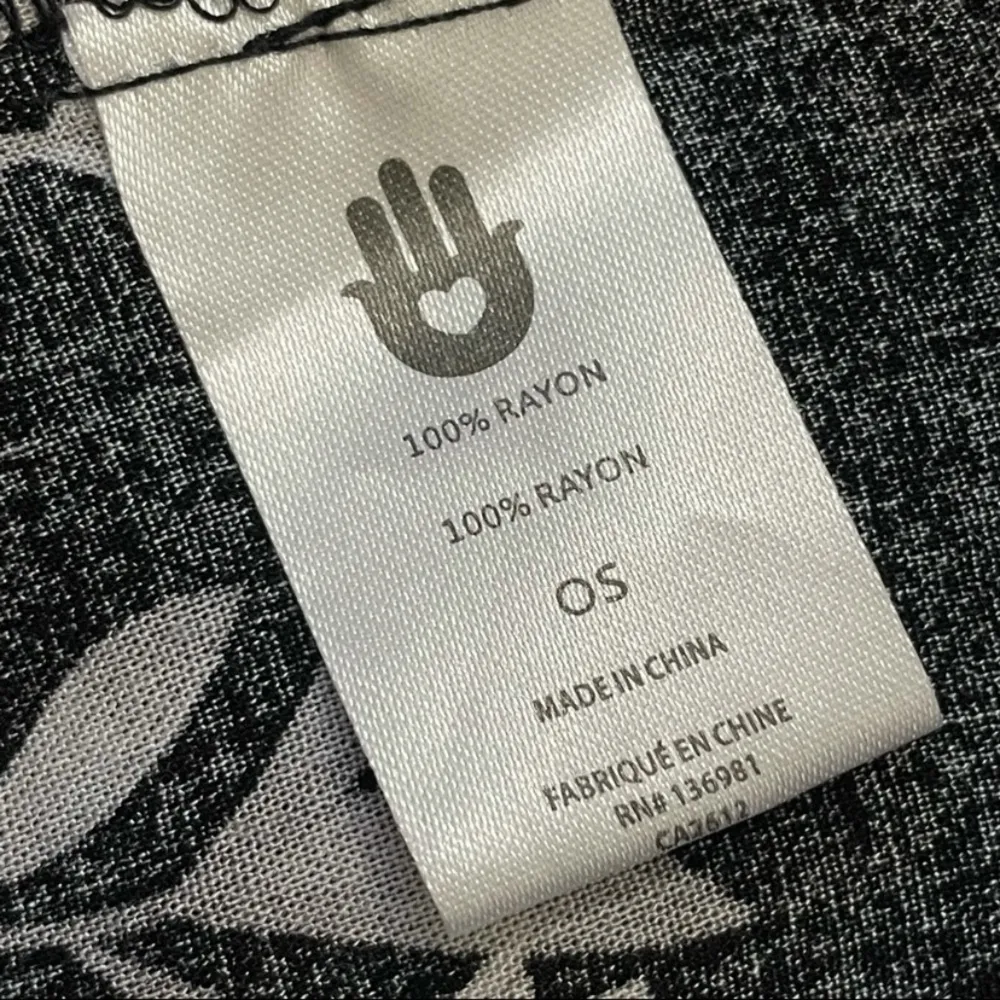 100% RAYON
100% RAYON
OS
MADE IN CHINA
FABRIQUÉ EN CHINE
RN# 136981
CA7612